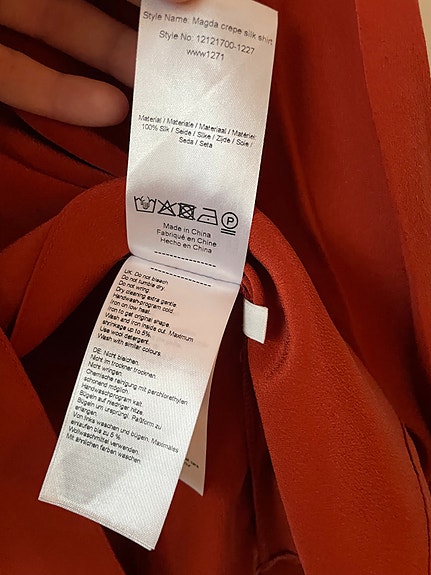 Style Name: Magda crepe silk shirt
Style No: 12121700-1227
www1271
Material / Materiale / Materiaal / Matérier:
100% Silk / Seide / Silke / Zijde / Soie /
Seda / Seta
P
Made in China
Fabriqué en Chine
Hecho en China
UK: Do not bleach.
Do not tumble dry.
Do not wring.
Dry cleaning extra gentle
Handwash-program cold.
Iron on low heat.
Iron to get original shape
Wash and iron inside out. Maximum
shrinkage up to 5%.
Use wool detergent.
Wash with similar colours.
DE: Nicht bleichen.
Nicht im trockner trocknen.
Nicht wringen.
Chemische reinigung mit perchlorethylen
schonend möglich.
Handwaschprogram kalt.
Bügeln auf niedriger hitze.
Bügeln um ursprüngl. Paßform zu
erlangen.
Von links waschen und bügeln. Maximales
einlaufen bis zu 5 %.
Wollwaschmittel verwenden.
Mit ähnlichen farben waschen.